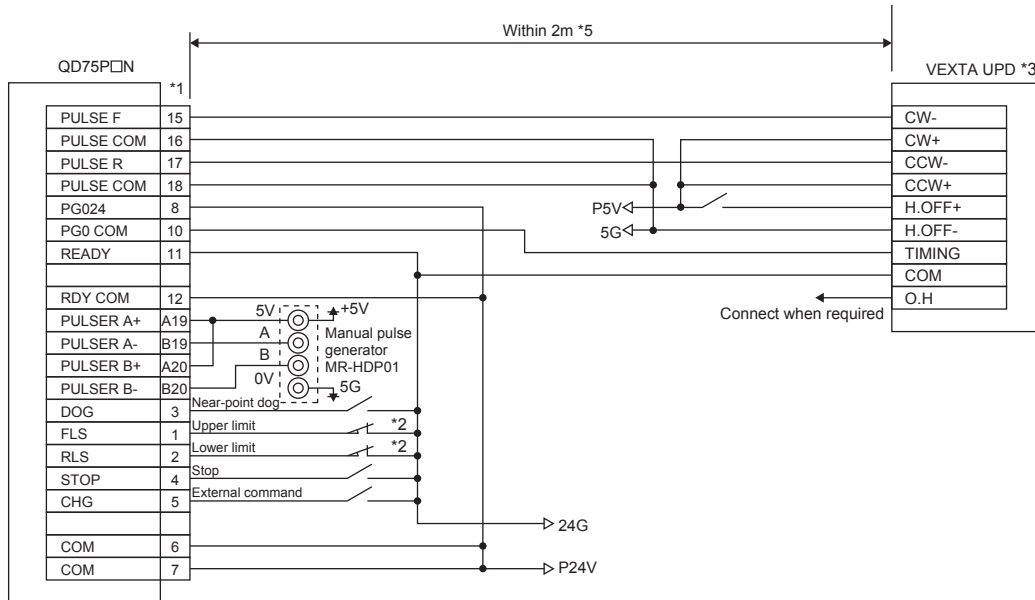 Within 2m *5
QD75P□N
VEXTA UPD *3
*1
PULSE F 15
CW-
PULSE COM 16
CW+
PULSE R 17
CCW-
PULSE COM 18
CCW+
PG024 8
P5V
H.OFF+
PG0 COM 10
5G
H.OFF-
READY 11
TIMING
COM
RDY COM 12
O.H
Connect when required
PULSER A+ A19
5V
+5V
PULSER A- B19
A
Manual pulse
generator
MR-HDP01
PULSER B+ A20
B
PULSER B- B20
0V
5G
DOG 3
Near-point dog
FLS 1
Upper limit
*2
RLS 2
Lower limit
*2
STOP 4
Stop
CHG 5
External command
24G
COM 6
COM 7
P24V